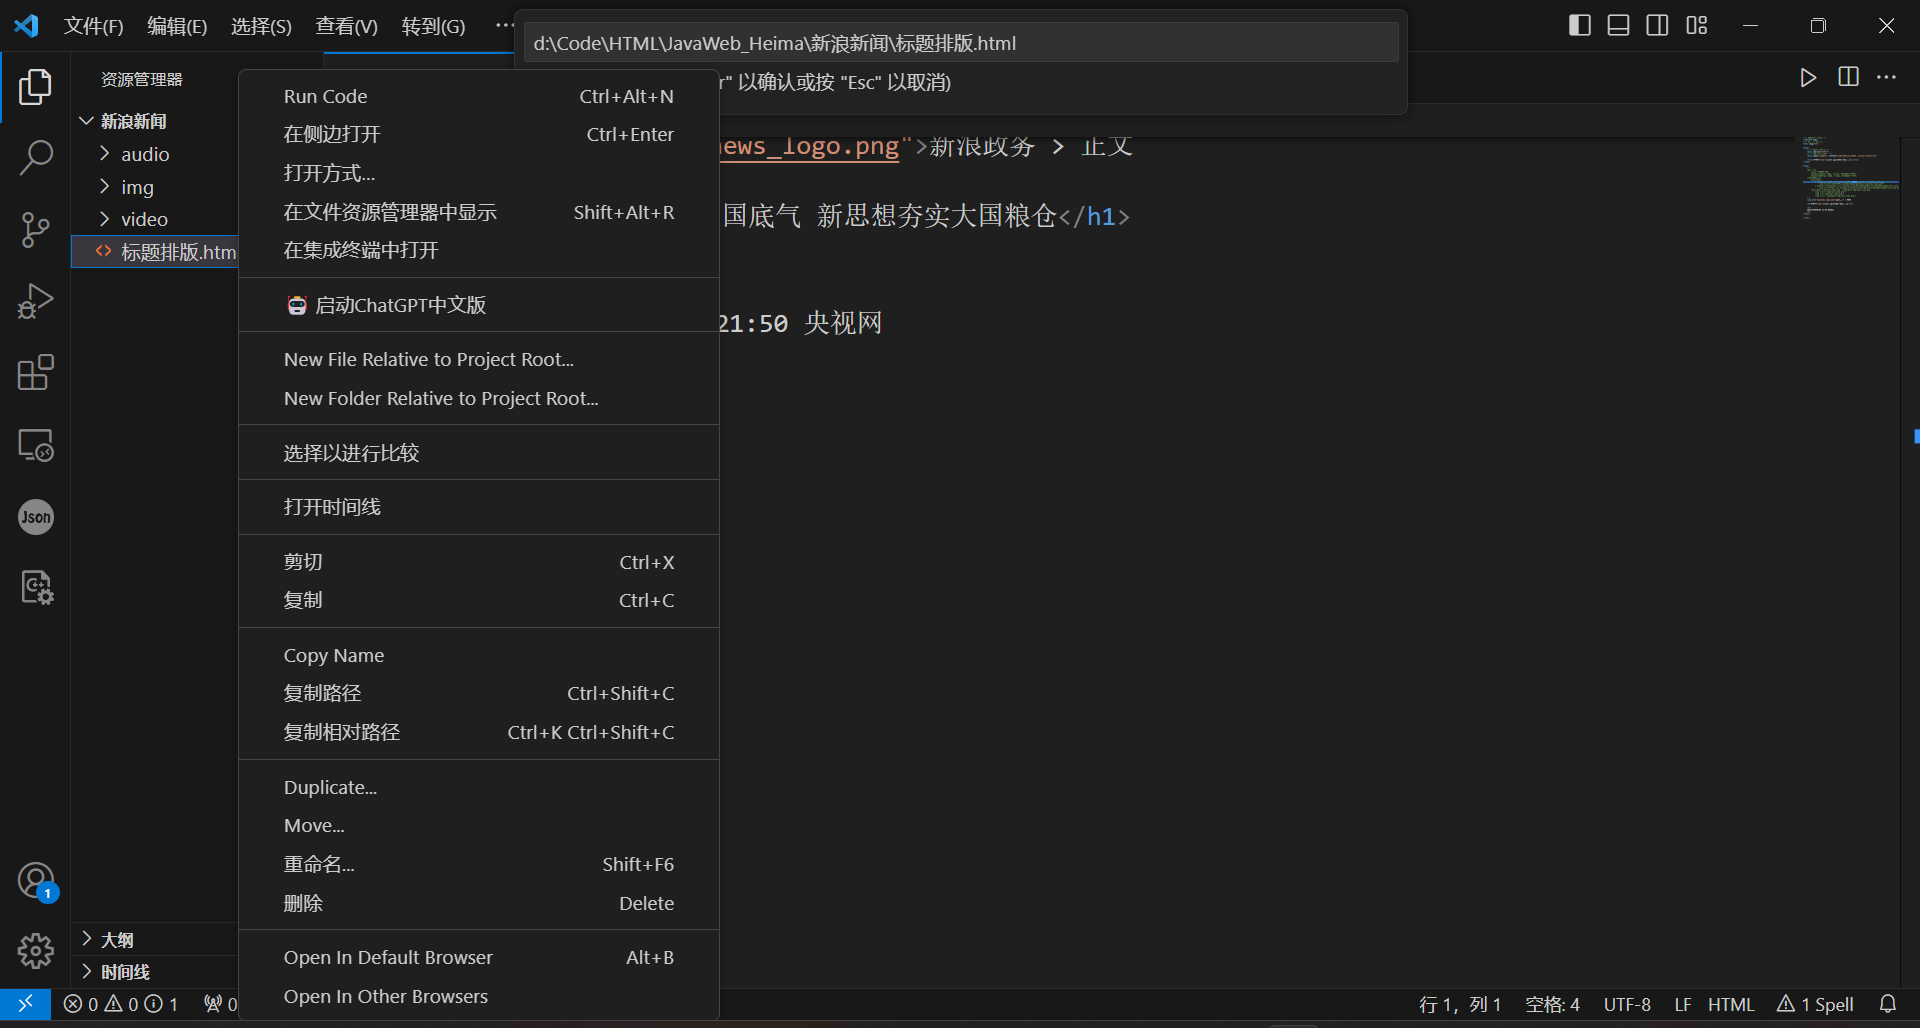 文件(F) 编辑(E) 选择(S) 查看(V) 转到(G) ···
d:\Code\HTML\JavaWeb_Heima\新浪新闻\标题排版.html
r" 以确认或按 "Esc" 以取消)
资源管理器
新浪新闻
audio
img
video
标题排版.htm
Run Code Ctrl+Alt+N
在侧边打开 Ctrl+Enter
打开方式...
在文件资源管理器中显示 Shift+Alt+R
在集成终端中打开
启动ChatGPT中文版
New File Relative to Project Root...
New Folder Relative to Project Root...
选择以进行比较
打开时间线
剪切 Ctrl+X
复制 Ctrl+C
Copy Name
复制路径 Ctrl+Shift+C
复制相对路径 Ctrl+K Ctrl+Shift+C
Duplicate...
Move...
重命名... Shift+F6
删除 Delete
Open In Default Browser Alt+B
Open In Other Browsers
news_logo.png">新浪政务 > 正文
国底气 新思想夯实大国粮仓</h1>
21:50 央视网
Json
C++
1
大纲
时间线
0 0 1 0
行 1, 列 1 空格: 4 UTF-8 LF HTML 1 Spell